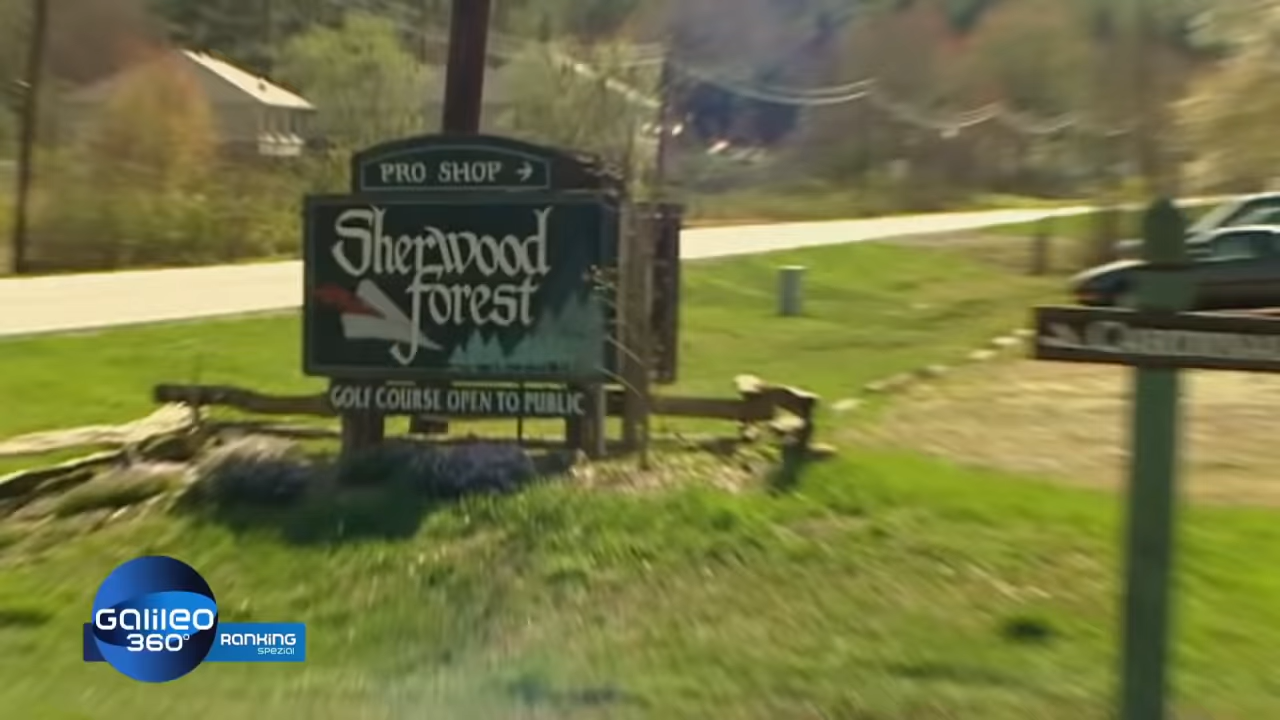 PRO SHOP →
Sherwood
forest
GOLF COURSE OPEN TO PUBLIC
Galileo
360°
RANKING
SPEZIAL